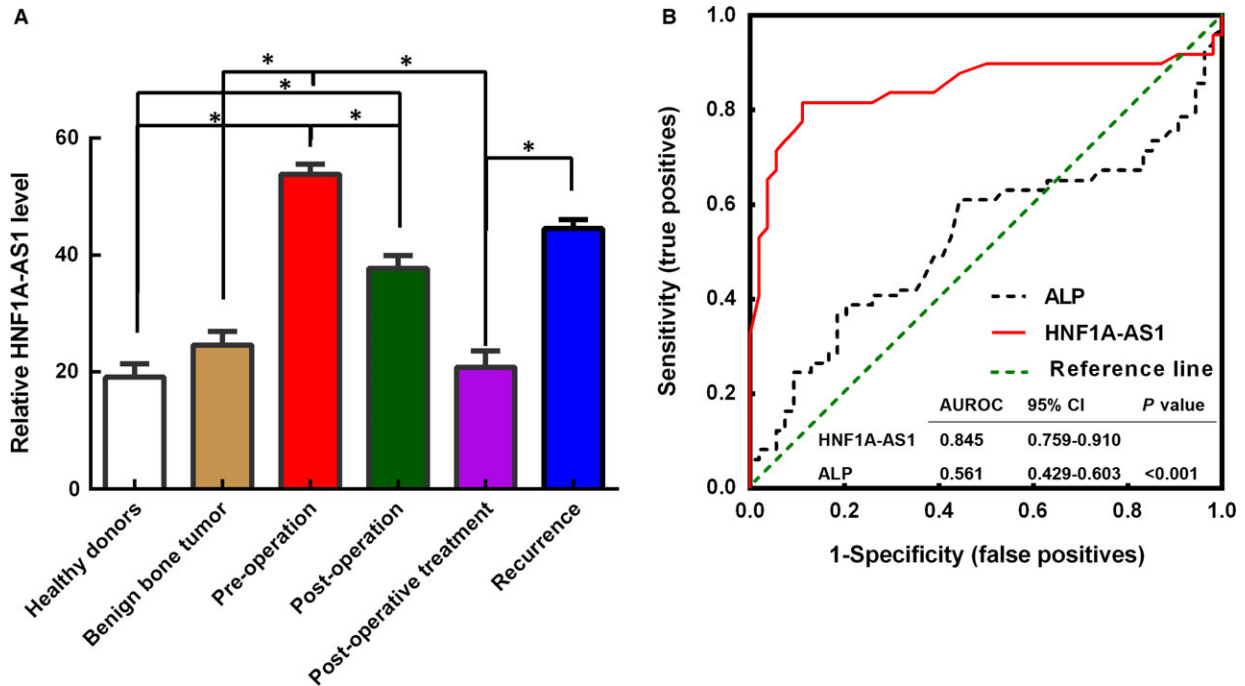 A
* *
*
* *
*
Relative HNF1A-AS1 level
60
40
20
0
Healthy donors
Benign bone tumor
Pre-operation
Post-operation
Post-operative treatment
Recurrence
B
Sensitivity (true positives)
1.0
0.8
0.6
0.4
0.2
0.0
ALP
HNF1A-AS1
Reference line
AUROC 95% CI P value
HNF1A-AS1 0.845 0.759-0.910
ALP 0.561 0.429-0.603 <0.001
0.0 0.2 0.4 0.6 0.8 1.0
1-Specificity (false positives)